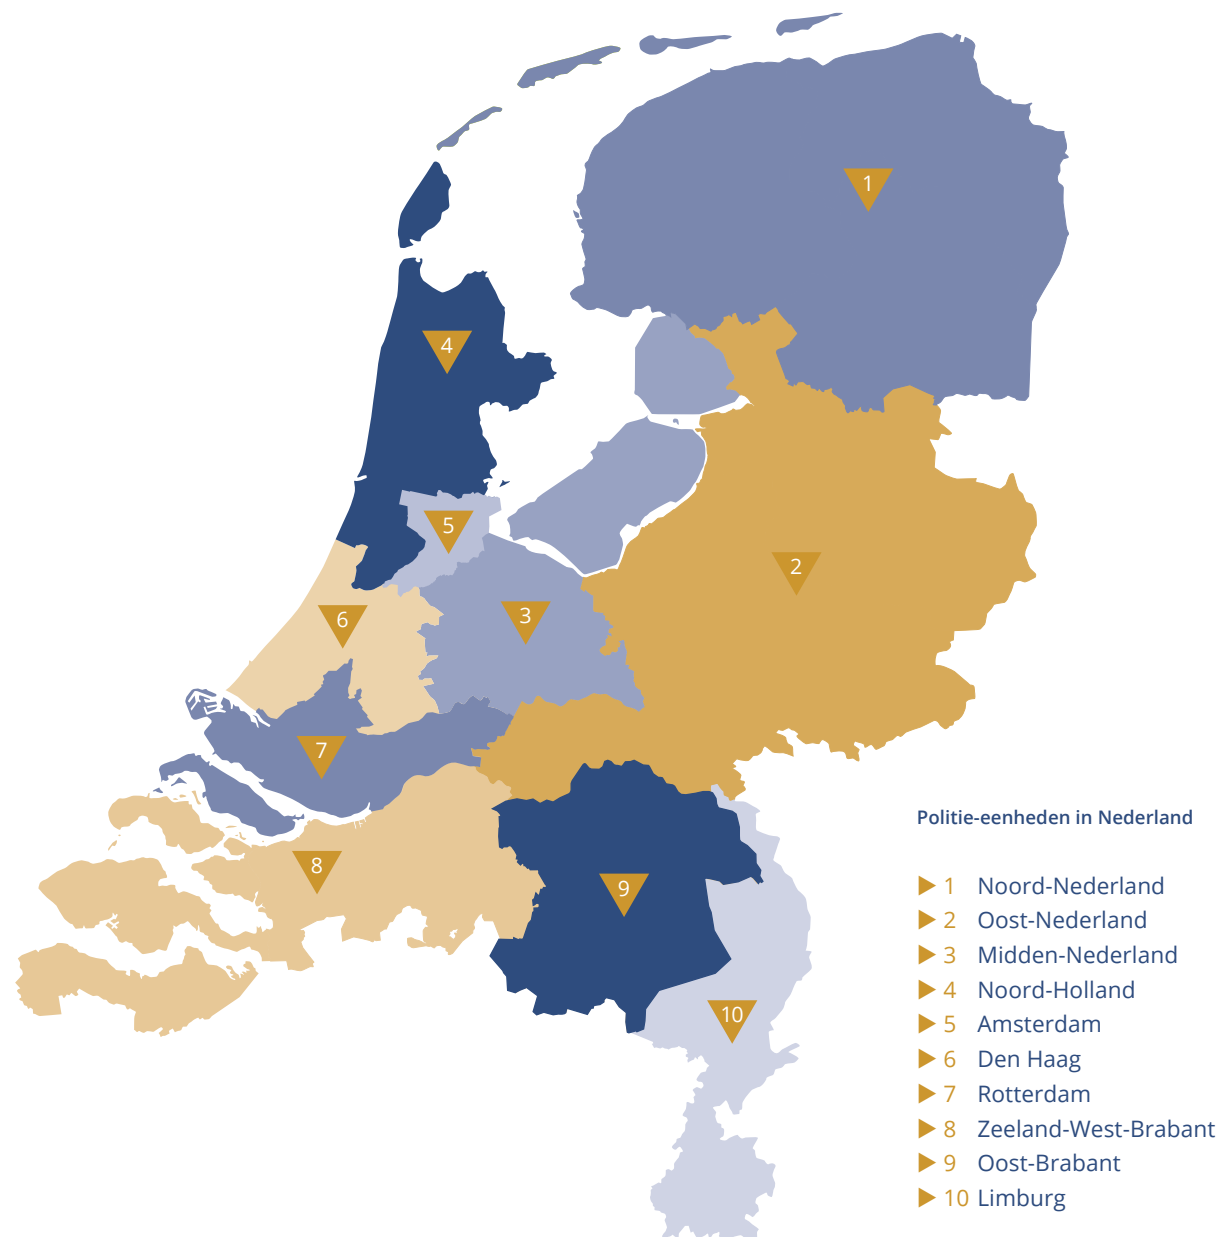 1
4
5
2
6
3
7
8
9
10
Politie-eenheden in Nederland
1 Noord-Nederland
2 Oost-Nederland
3 Midden-Nederland
4 Noord-Holland
5 Amsterdam
6 Den Haag
7 Rotterdam
8 Zeeland-West-Brabant
9 Oost-Brabant
10 Limburg